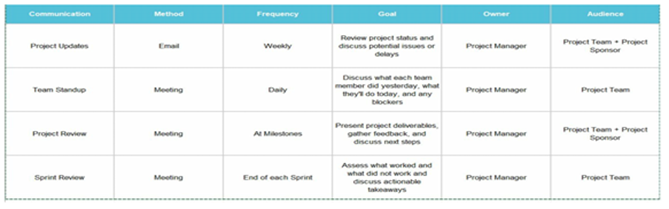 Communication Method Frequency Goal Owner Audience
Project Updates Email Weekly Review project status and discuss potential issues or delays Project Manager Project Team + Project Sponsor
Team Standup Meeting Daily Discuss what each team member did yesterday, what they'll do today, and any blockers Project Manager Project Team
Project Review Meeting At Milestones Present project deliverables, gather feedback, and discuss next steps Project Manager Project Team + Project Sponsor
Sprint Review Meeting End of each Sprint Assess what worked and what did not work and discuss actionable takeaways Project Manager Project Team